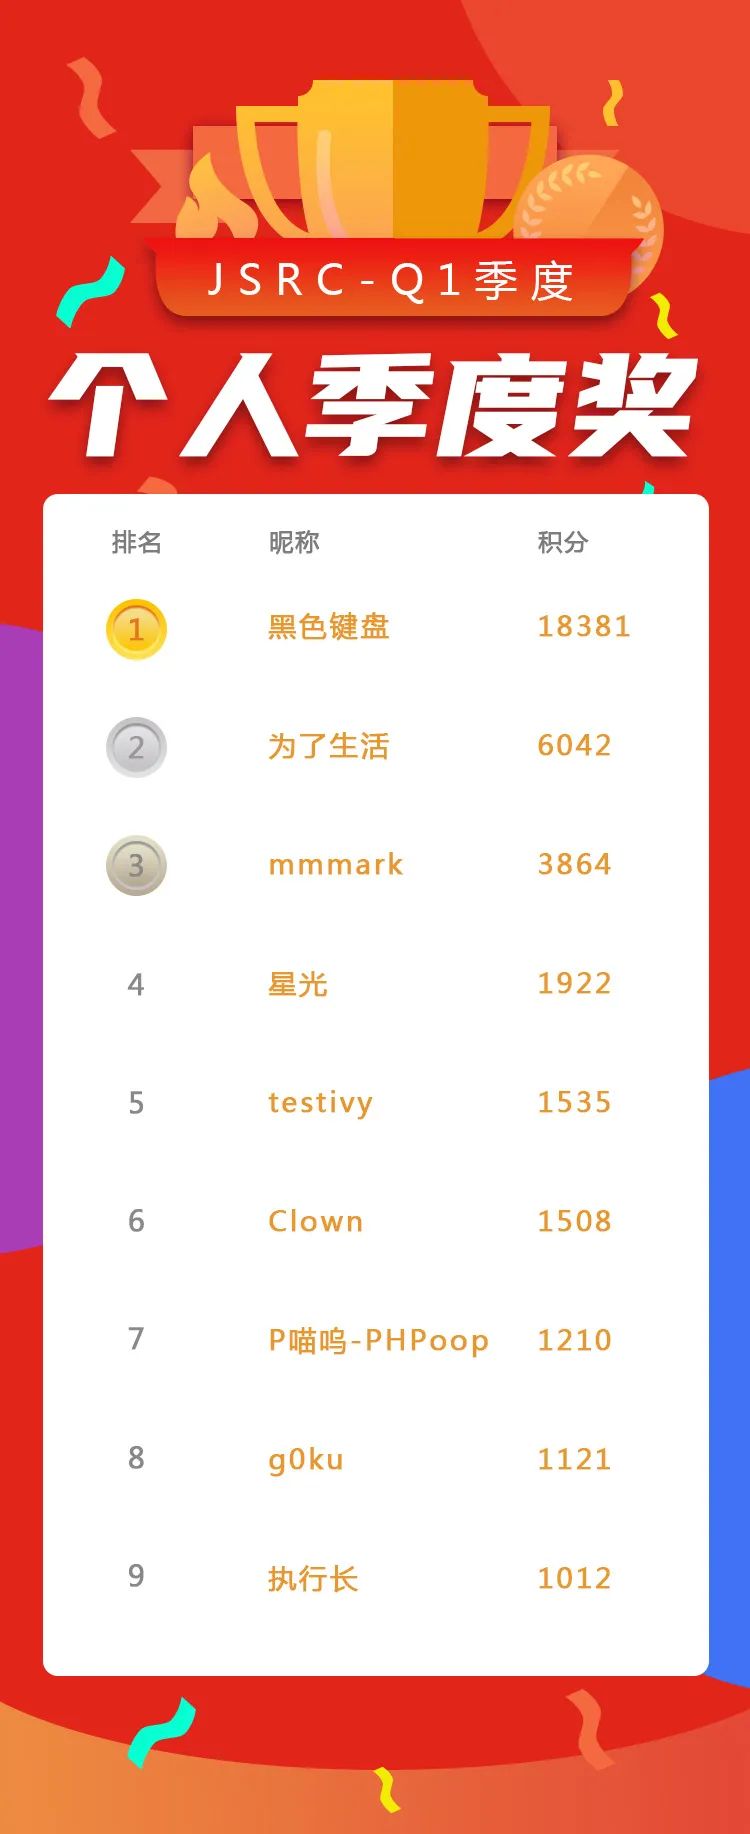 JSRC-Q1季度
个人季度奖
排名 昵称 积分
1 黑色键盘 18381
2 为了生活 6042
3 mmmark 3864
4 星光 1922
5 testivy 1535
6 Clown 1508
7 P喵呜-PHPoop 1210
8 g0ku 1121
9 执行长 1012